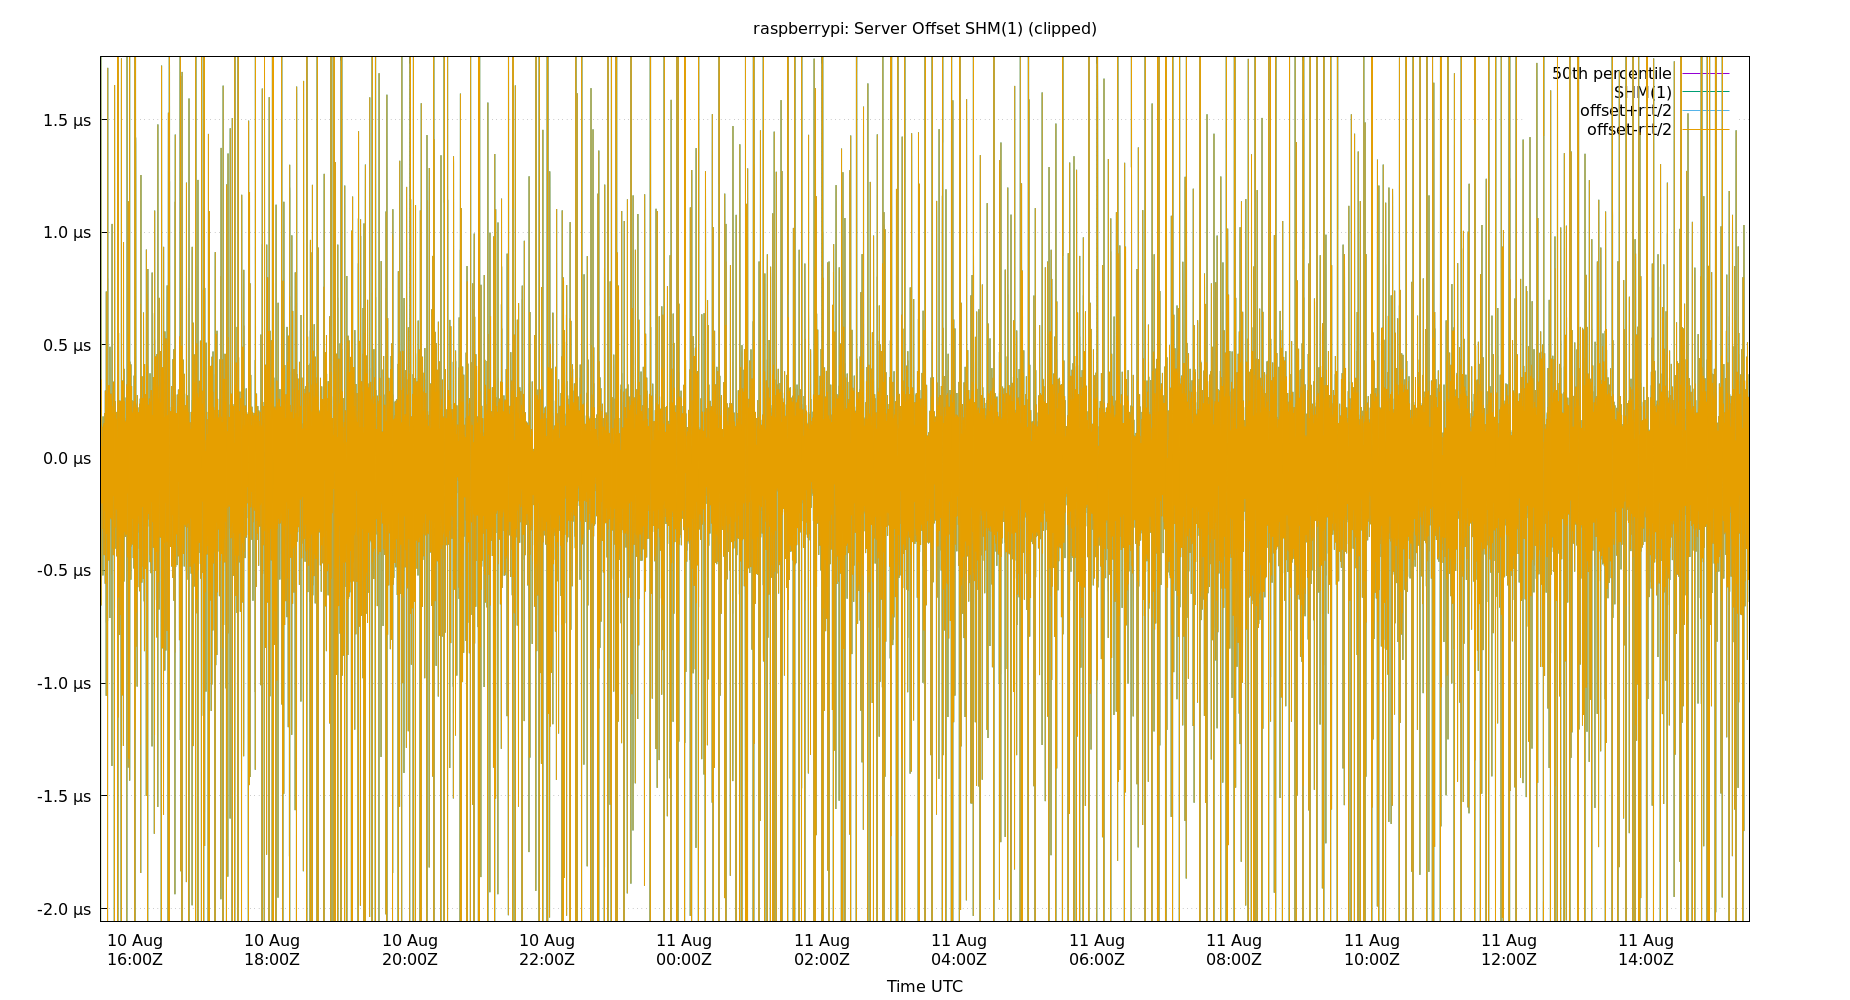 raspberrypi: Server Offset SHM(1) (clipped)
50th percentile
SHM(1)
offset+rtt/2
offset-rtt/2
1.5 µs
1.0 µs
0.5 µs
0.0 µs
-0.5 µs
-1.0 µs
-1.5 µs
-2.0 µs
10 Aug 10 Aug 10 Aug 10 Aug 11 Aug 11 Aug 11 Aug 11 Aug 11 Aug 11 Aug 11 Aug 11 Aug
16:00Z 18:00Z 20:00Z 22:00Z 00:00Z 02:00Z 04:00Z 06:00Z 08:00Z 10:00Z 12:00Z 14:00Z
Time UTC